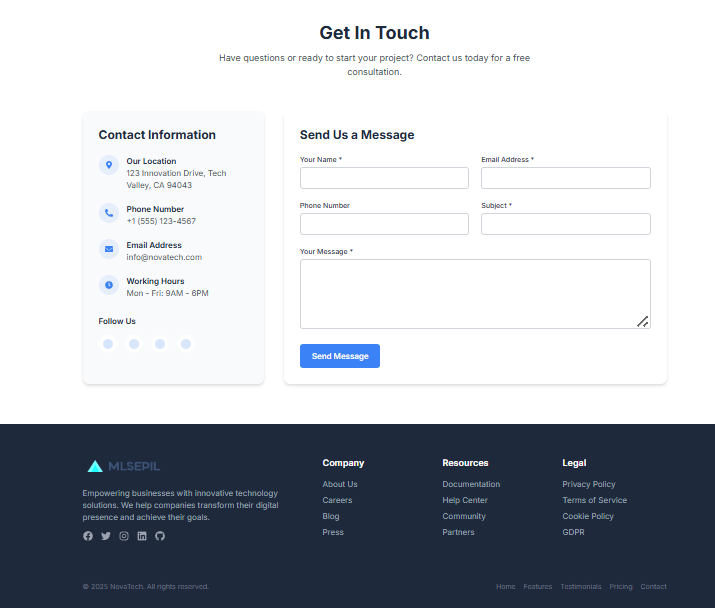 Get In Touch
Have questions or ready to start your project? Contact us today for a free
consultation.
Contact Information
Our Location
123 Innovation Drive, Tech
Valley, CA 94043
Phone Number
+1 (555) 123-4567
Email Address
info@novatech.com
Working Hours
Mon - Fri: 9AM - 6PM
Follow Us
Send Us a Message
Your Name *
Email Address *
Phone Number
Subject *
Your Message *
Send Message
MLSEPIL
Empowering businesses with innovative technology
solutions. We help companies transform their digital
presence and achieve their goals.
Company
About Us
Careers
Blog
Press
Resources
Documentation
Help Center
Community
Partners
Legal
Privacy Policy
Terms of Service
Cookie Policy
GDPR
© 2025 NovaTech. All rights reserved.
Home Features Testimonials Pricing Contact